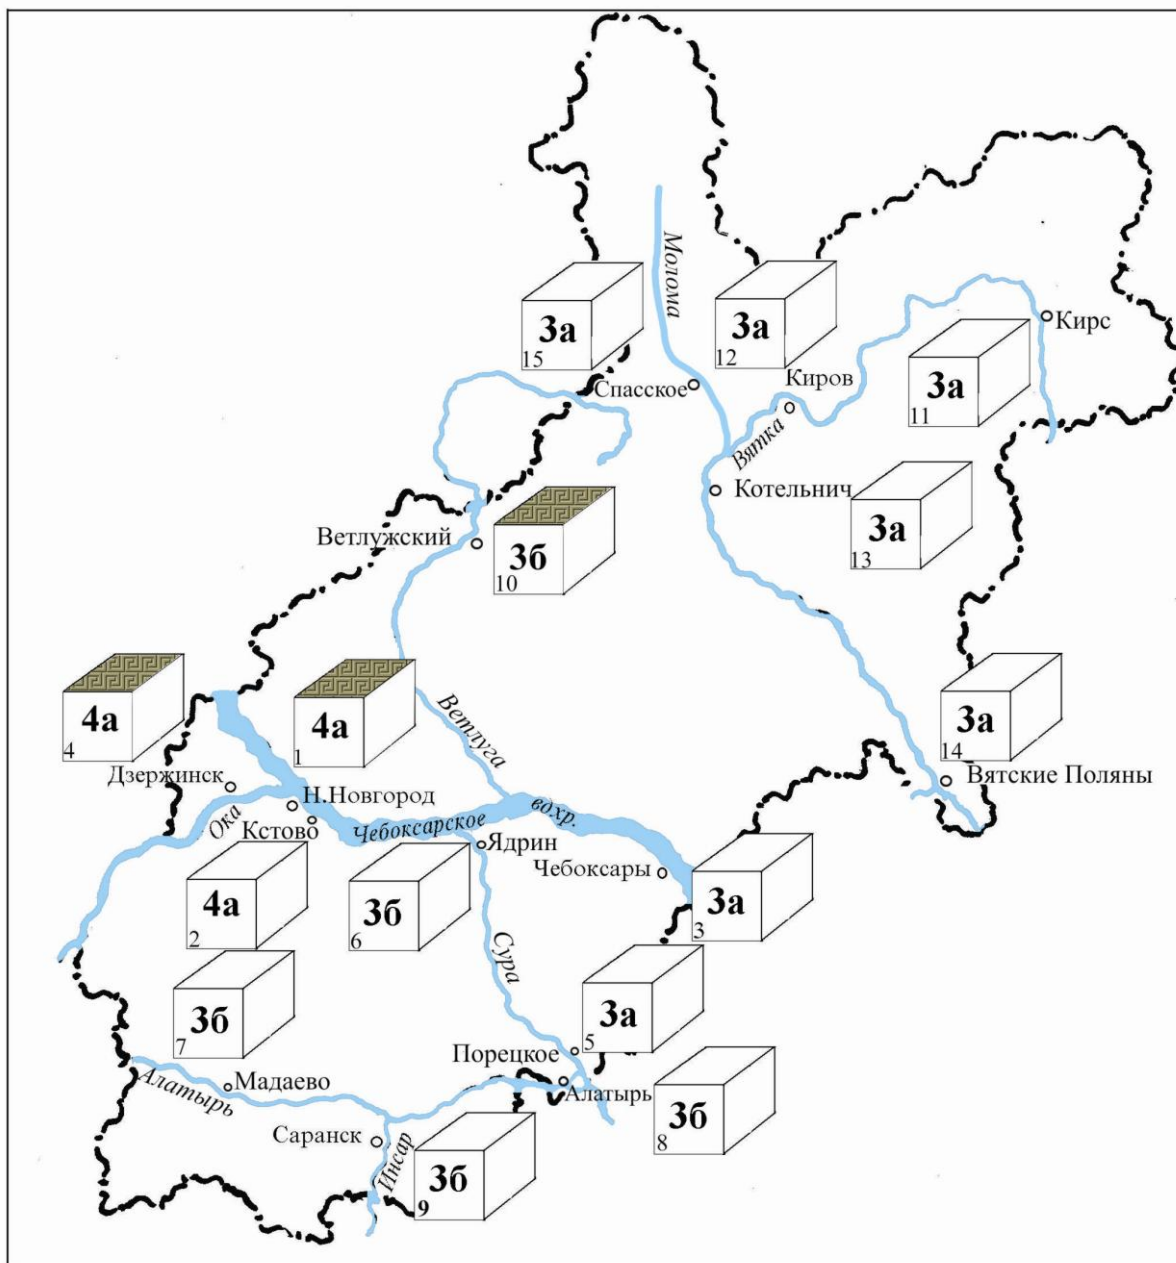 Молома
3а
15
3а
12
Кирс
Киров
3а
11
Спасское
Вятка
Котельнич
3а
13
Ветлужский
3б
10
4а
4
4а
1
Ветлуга
3а
14
Вятские Поляны
Дзержинск
Н.Новгород
Ока
Кстово
Чебоксарское
вдхр.
Ядрин
Чебоксары
4а
2
3б
6
3а
3
Сура
3б
7
3а
5
Порецкое
Алатырь
Мадаево
Алатырь
3б
8
Саранск
Инсар
3б
9